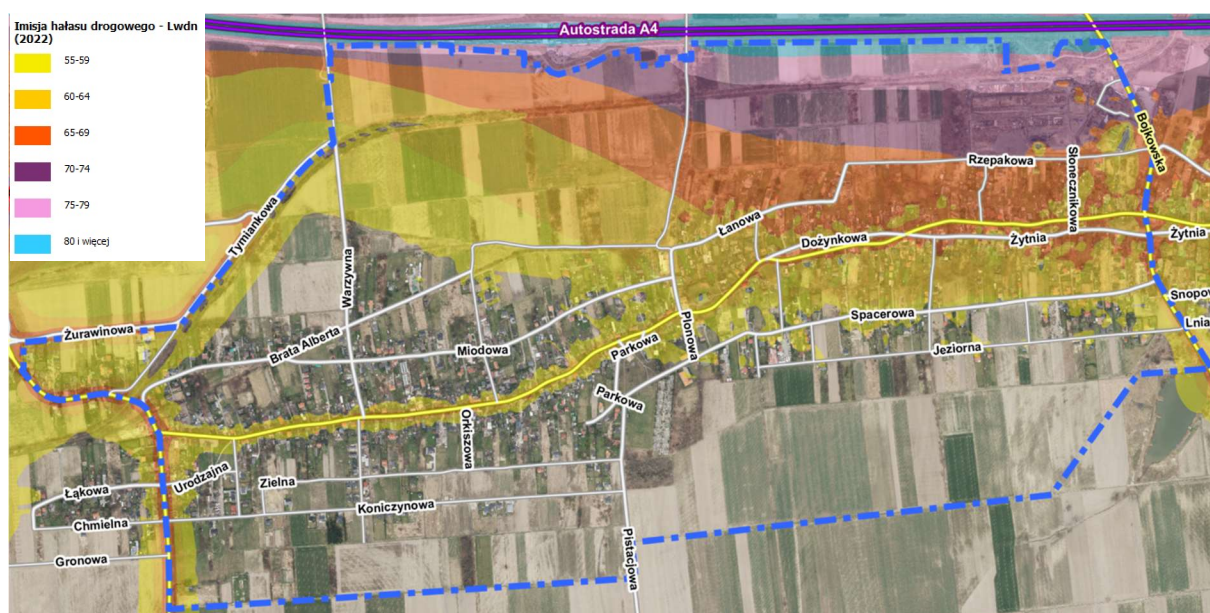 Imisja hałasu drogowego - Lwdn
(2022)
55-59
60-64
65-69
70-74
75-79
80 i więcej
Autostrada A4
Bojkowska
Rzepakowa
Słonecznikowa
Tymiankowa
Łanowa
Dożynkowa
Żytnia
Żytnia
Warzywna
Snopow
Żurawinowa
Spacerowa
Płonowa
Lnia
Brata Alberta
Miodowa
Parkowa
Jeziorna
Parkowa
Orkiszowa
Urodzajna
Zielna
Łąkowa
Koniczynowa
Chmielna
Gronowa
Pistacjowa